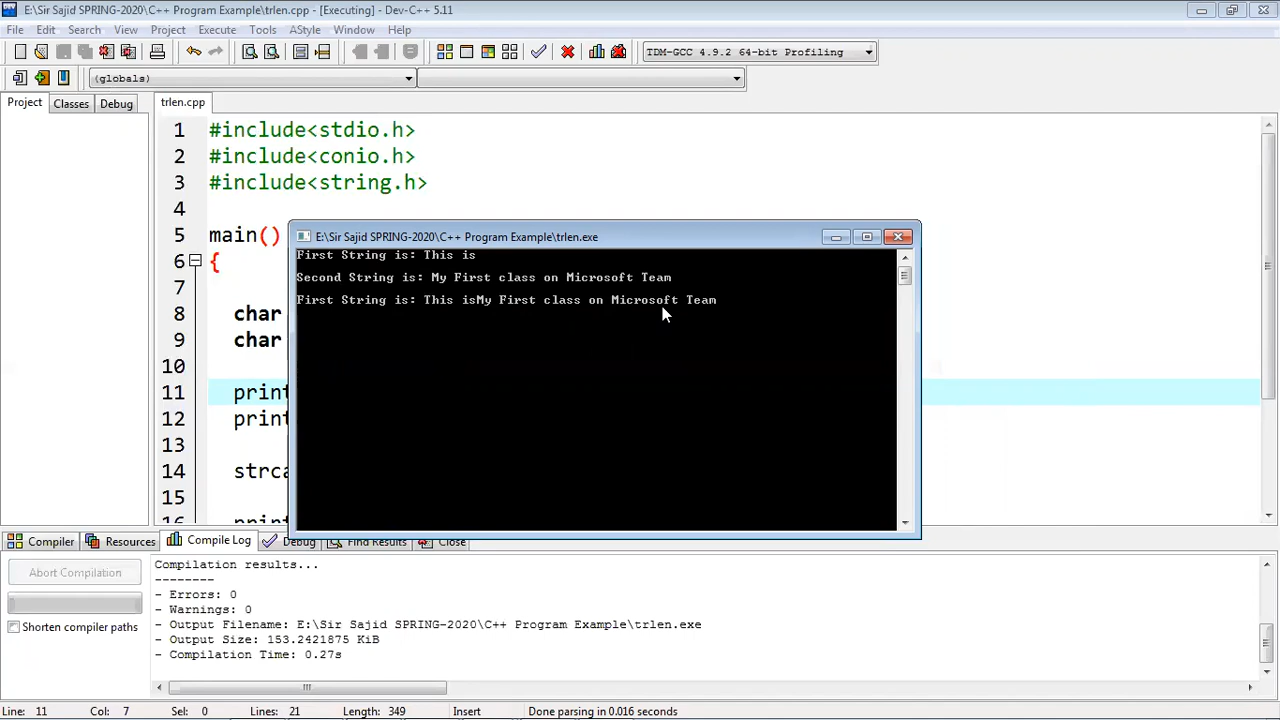 E:\Sir Sajid SPRING-2020\C++ Program Example\trlen.cpp - [Executing] - Dev-C++ 5.11
File Edit Search View Project Execute Tools AStyle Window Help
TDM-GCC 4.9.2 64-bit Profiling
(globals)
Project Classes Debug
trlen.cpp
1 #include<stdio.h>
2 #include<conio.h>
3 #include<string.h>
4
5 main()
6 {
7
8 char
9 char
10
11 print
12 print
13
14 strca
15
16 print
E:\Sir Sajid SPRING-2020\C++ Program Example\trlen.exe
First String is: This is
Second String is: My First class on Microsoft Team
First String is: This isMy First class on Microsoft Team
Compiler Resources Compile Log Debug Find Results Close
Abort Compilation
Shorten compiler paths
Compilation results...
--------
- Errors: 0
- Warnings: 0
- Output Filename: E:\Sir Sajid SPRING-2020\C++ Program Example\trlen.exe
- Output Size: 153.2421875 KiB
- Compilation Time: 0.27s
Line: 11 Col: 7 Sel: 0 Lines: 21 Length: 349 Insert Done parsing in 0.016 seconds